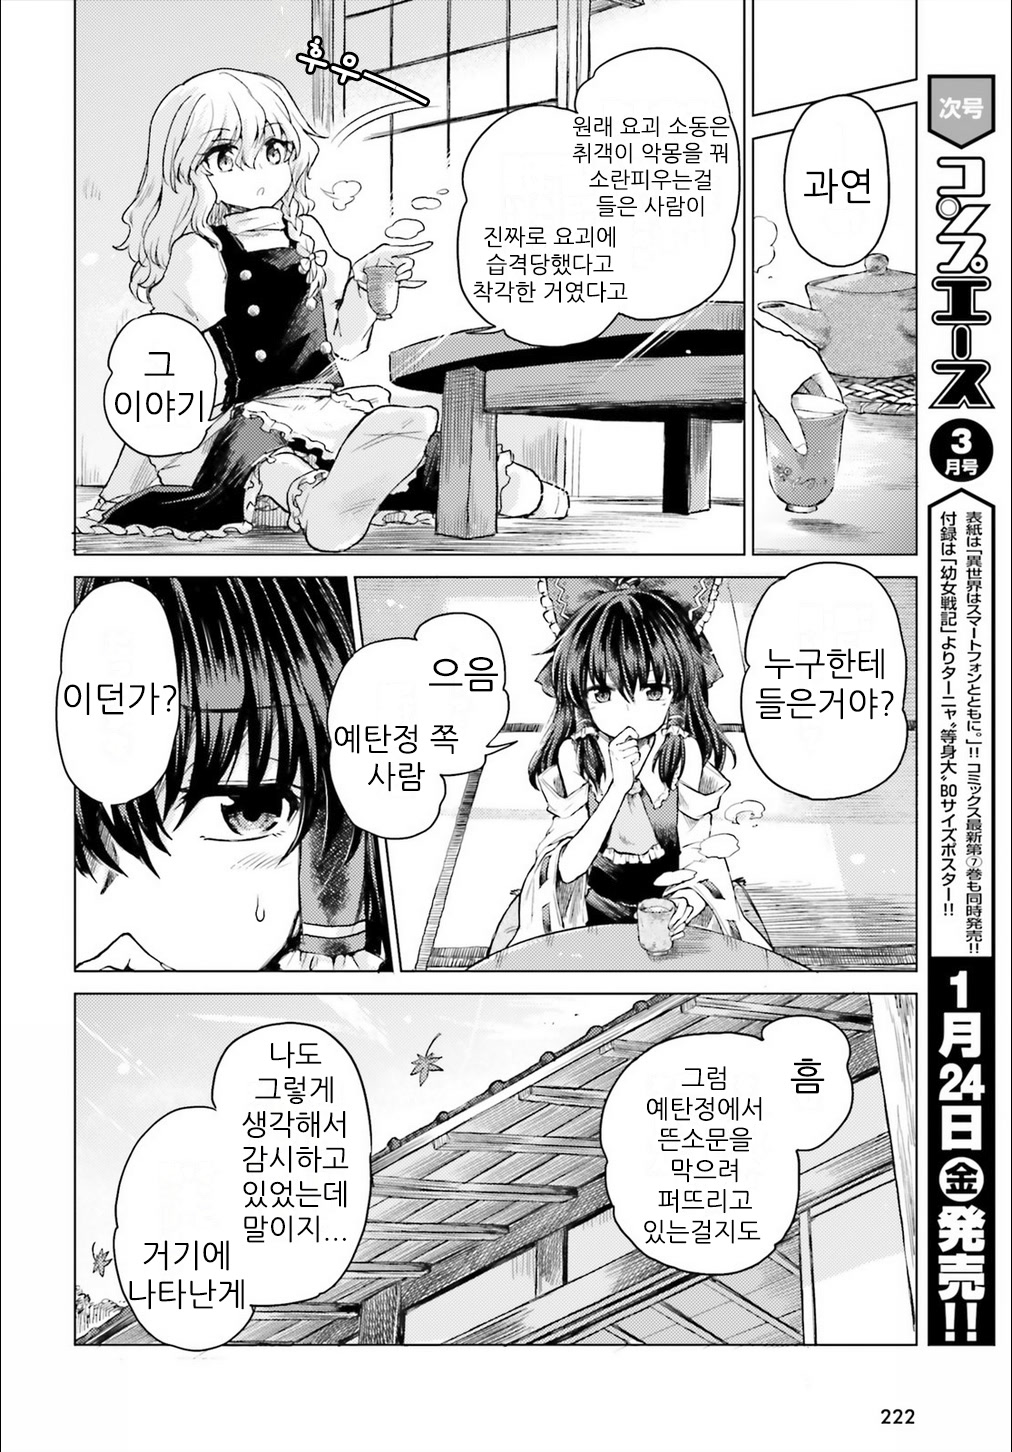 과연
원래 요괴 소동은
취객이 악몽을 꿔
소란피우는걸
들은 사람이
진짜로 요괴에
습격당했다고
착각한 거였다고
후우ー
그
이야기
누구한테
들은거야?
으음
예탄정 쪽
사람
이던가?
흠
그럼
예탄정에서
뜬소문을
막으려
퍼뜨리고
있는걸지도
나도
그렇게
생각해서
감시하고
있었는데
말이지...
거기에
나타난게
次号
コンプエース
3
月号
表紙は「異世界はスマートフォンとともに。」!! コミックス最新第⑦巻も同時発売!!
付録は「幼女戦記」よりターニャ〝等身大〟B0サイズポスター!!
1月24日㊎発売!!
222